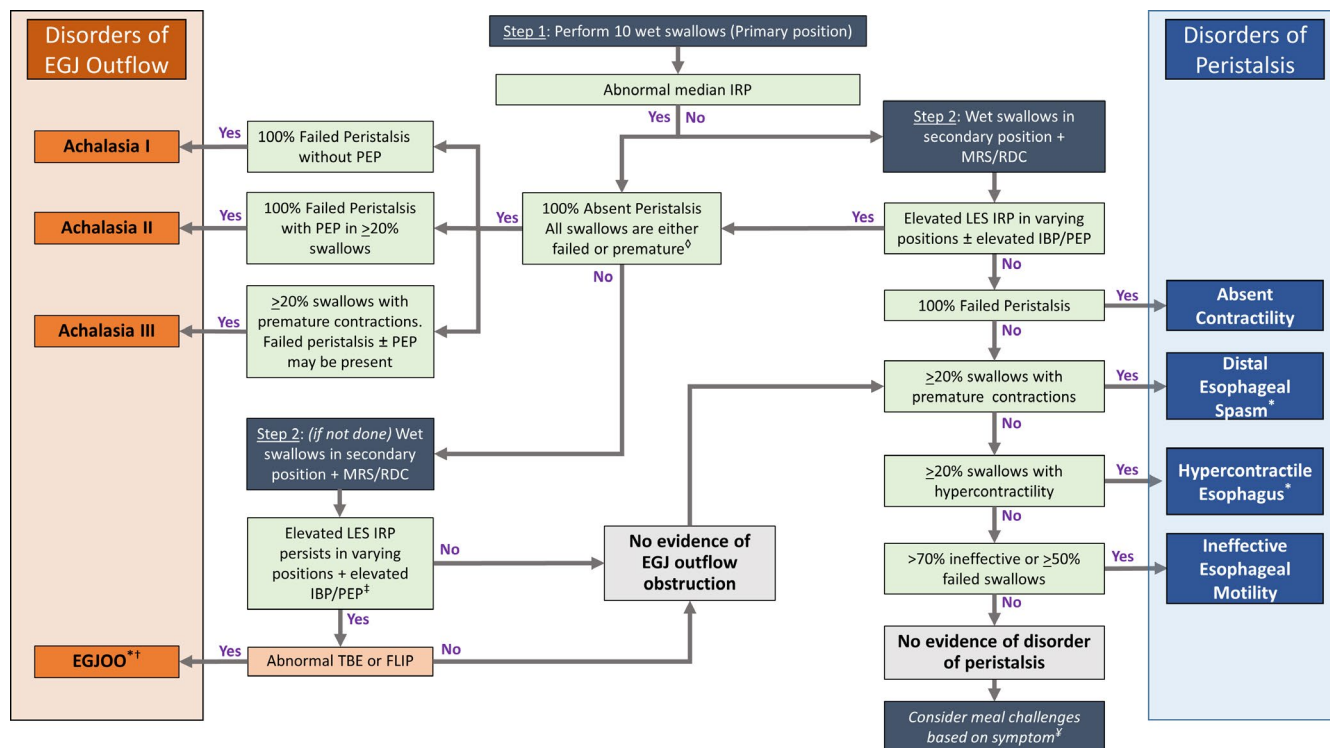 Disorders of
EGJ Outflow
Step 1: Perform 10 wet swallows (Primary position)
Disorders of
Peristalsis
Abnormal median IRP
Yes
No
Step 2: Wet swallows in
secondary position +
MRS/RDC
Achalasia I
Yes
100% Failed Peristalsis
without PEP
Achalasia II
Yes
100% Failed Peristalsis
with PEP in ≥20%
swallows
Yes
100% Absent Peristalsis
All swallows are either
failed or premature◊
Yes
Elevated LES IRP in varying
positions ± elevated IBP/PEP
No
No
Achalasia III
Yes
≥20% swallows with
premature contractions.
Failed peristalsis ± PEP
may be present
100% Failed Peristalsis
Yes
Absent
Contractility
No
≥20% swallows with
premature contractions
Yes
Distal
Esophageal
Spasm*
No
Step 2: (if not done) Wet
swallows in secondary
position + MRS/RDC
≥20% swallows with
hypercontractility
Yes
Hypercontractile
Esophagus*
No
Elevated LES IRP
persists in varying
positions + elevated
IBP/PEP‡
No
No evidence of
EGJ outflow
obstruction
>70% ineffective or ≥50%
failed swallows
Yes
Ineffective
Esophageal
Motility
Yes
No
EGJOO*†
Yes
Abnormal TBE or FLIP
No
No evidence of disorder
of peristalsis
Consider meal challenges
based on symptom¥